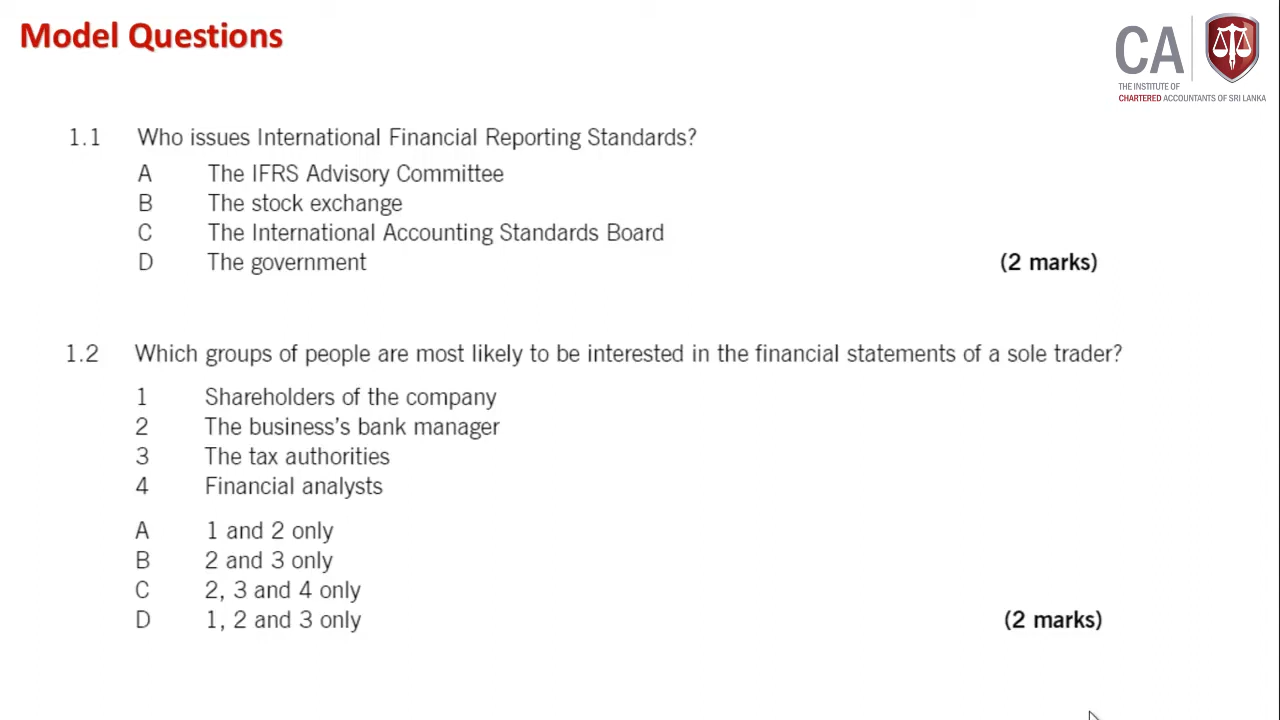 Model Questions
CA
THE INSTITUTE OF
CHARTERED ACCOUNTANTS OF SRI LANKA
1.1 Who issues International Financial Reporting Standards?
A The IFRS Advisory Committee
B The stock exchange
C The International Accounting Standards Board
D The government (2 marks)
1.2 Which groups of people are most likely to be interested in the financial statements of a sole trader?
1 Shareholders of the company
2 The business's bank manager
3 The tax authorities
4 Financial analysts
A 1 and 2 only
B 2 and 3 only
C 2, 3 and 4 only
D 1, 2 and 3 only (2 marks)